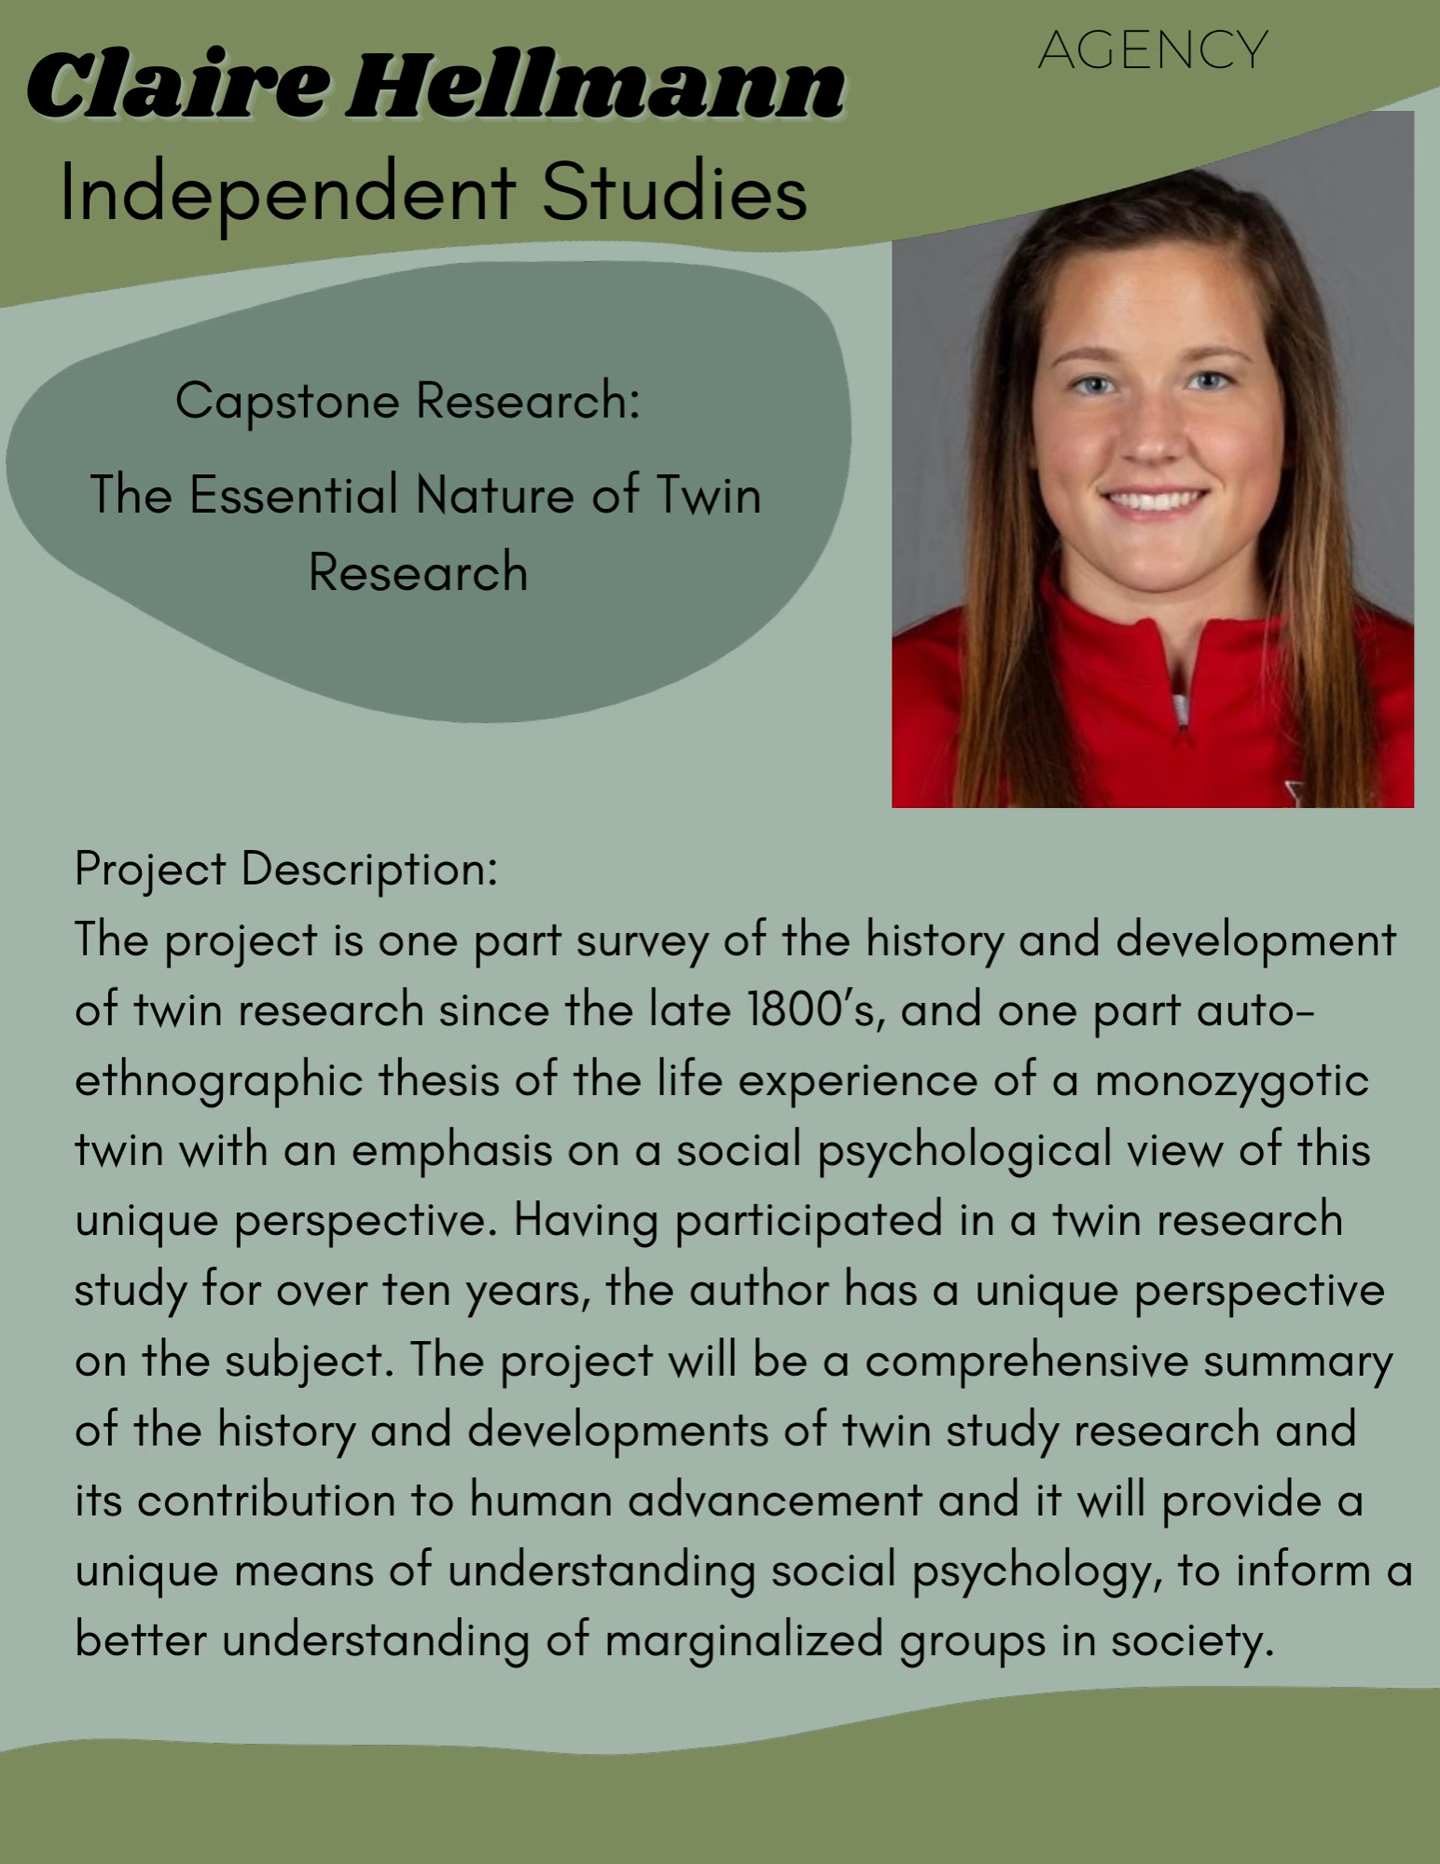 AGENCY
Claire Hellmann
Independent Studies
Capstone Research:
The Essential Nature of Twin
Research
Project Description:
The project is one part survey of the history and development
of twin research since the late 1800’s, and one part auto-
ethnographic thesis of the life experience of a monozygotic
twin with an emphasis on a social psychological view of this
unique perspective. Having participated in a twin research
study for over ten years, the author has a unique perspective
on the subject. The project will be a comprehensive summary
of the history and developments of twin study research and
its contribution to human advancement and it will provide a
unique means of understanding social psychology, to inform a
better understanding of marginalized groups in society.